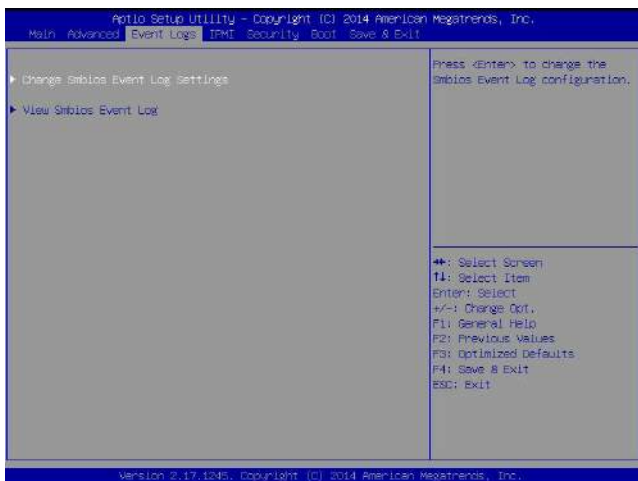 Aptio Setup Utility - Copyright (C) 2014 American Megatrends, Inc.
Main Advanced Event Logs IPMI Security Boot Save & Exit
▶ Change Smbios Event Log Settings
▶ View Smbios Event Log
Press <Enter> to change the
Smbios Event Log configuration.
→←: Select Screen
↑↓: Select Item
Enter: Select
+/-: Change Opt.
F1: General Help
F2: Previous Values
F3: Optimized Defaults
F4: Save & Exit
ESC: Exit
Version 2.17.1245. Copyright (C) 2014 American Megatrends, Inc.